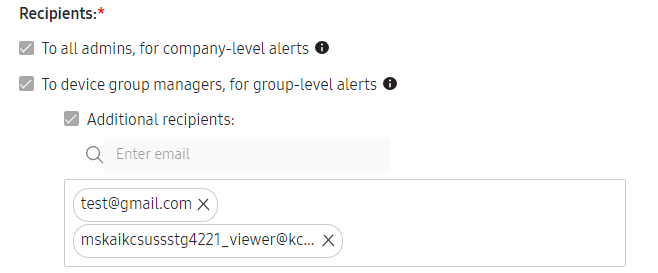 Recipients:*
To all admins, for company-level alerts
To device group managers, for group-level alerts
Additional recipients:
Enter email
test@gmail.com
mskaikcsussstg4221_viewer@kc...